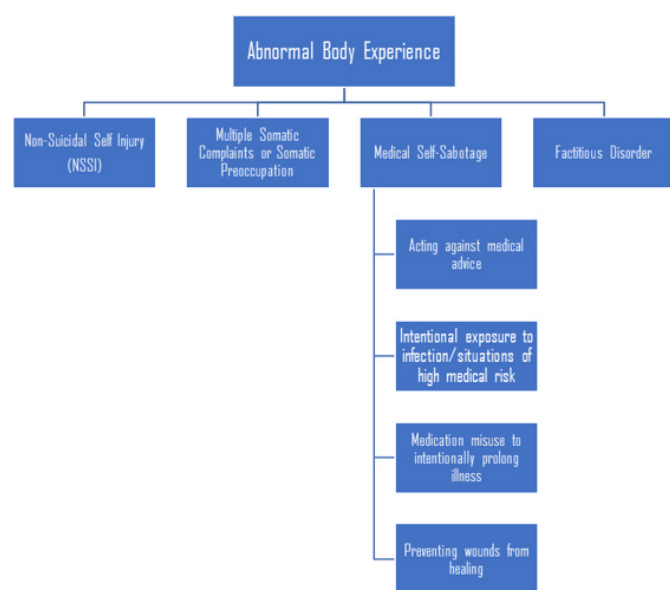 Abnormal Body Experience
Non-Suicidal Self Injury
(NSSI)
Multiple Somatic
Complaints or Somatic
Preoccupation
Medical Self-Sabotage
Factitious Disorder
Acting against medical
advice
Intentional exposure to
infection/situations of
high medical risk
Medication misuse to
intentionally prolong
illness
Preventing wounds from
healing